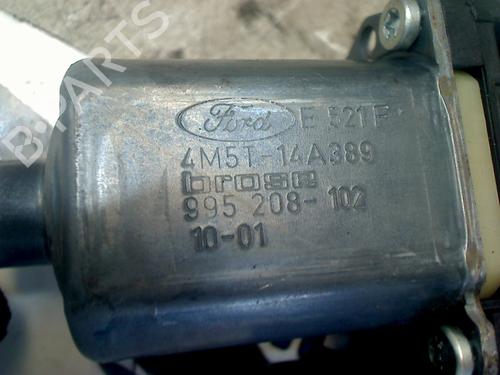 B-PARTS
Ford E 521F
4M5T-14A389
brose
995 208-102
10-01